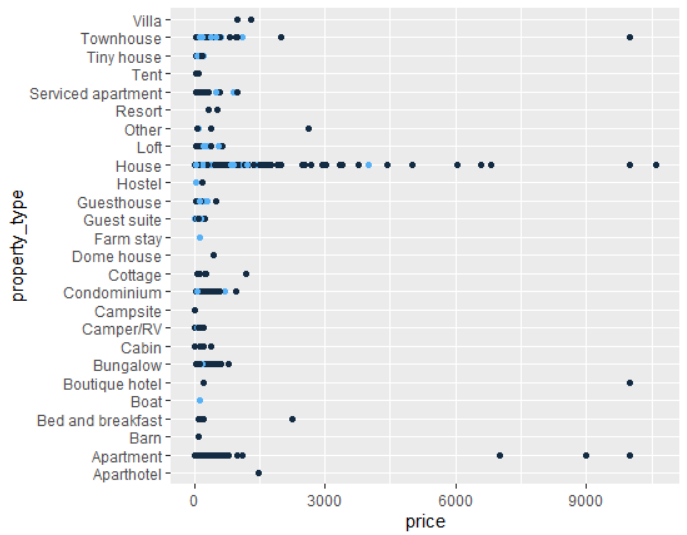 Villa
Townhouse
Tiny house
Tent
Serviced apartment
Resort
Other
Loft
House
Hostel
Guesthouse
Guest suite
Farm stay
Dome house
Cottage
Condominium
Campsite
Camper/RV
Cabin
Bungalow
Boutique hotel
Boat
Bed and breakfast
Barn
Apartment
Aparthotel
property_type
0 3000 6000 9000
price